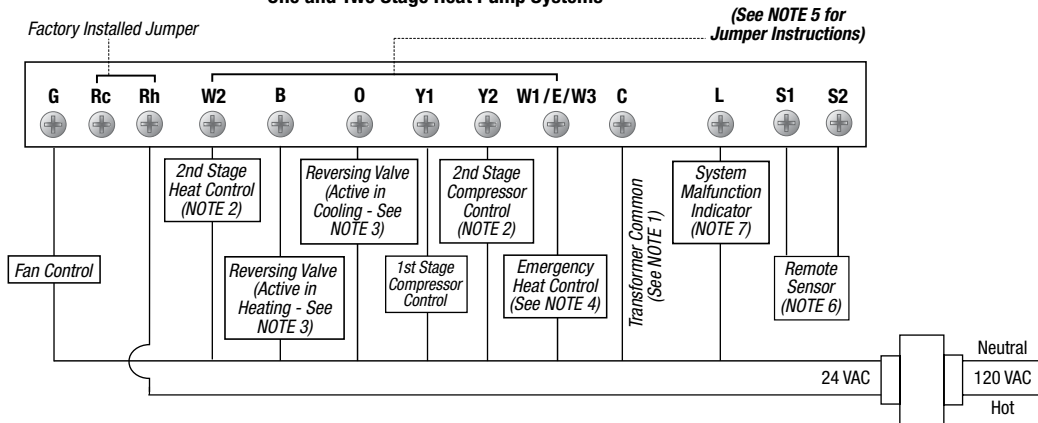 One and Two Stage Heat Pump Systems
Factory Installed Jumper
(See NOTE 5 for
Jumper Instructions)
G Rc Rh W2 B O Y1 Y2 W1/E/W3 C L S1 S2
2nd Stage
Heat Control
(NOTE 2)
Reversing Valve
(Active in
Cooling - See
NOTE 3)
2nd Stage
Compressor
Control
(NOTE 2)
Transformer Common
(See NOTE 1)
System
Malfunction
Indicator
(NOTE 7)
Fan Control
Reversing Valve
(Active in
Heating - See
NOTE 3)
1st Stage
Compressor
Control
Emergency
Heat Control
(See NOTE 4)
Remote
Sensor
(NOTE 6)
Neutral
24 VAC
120 VAC
Hot